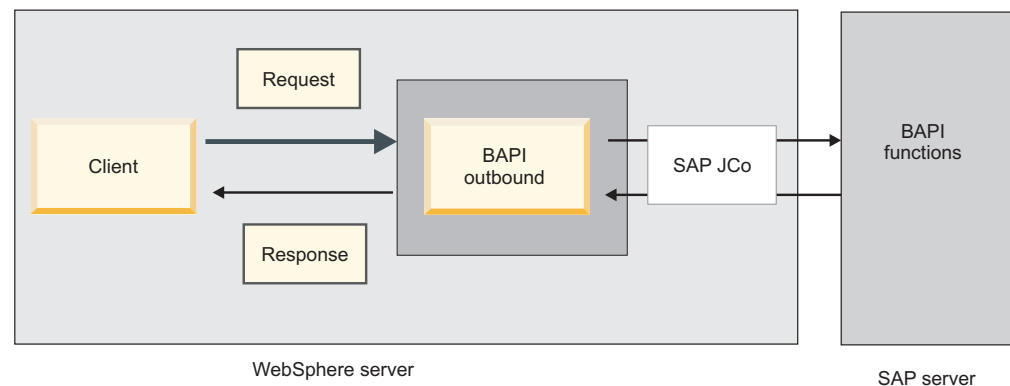 Request
Client
BAPI
outbound
SAP JCo
BAPI
functions
Response
WebSphere server
SAP server